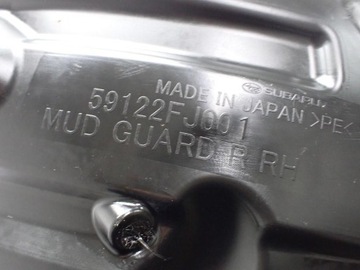 SUBARU
MADE IN JAPAN >PE<
59122FJ001
MUD GUARD R RH